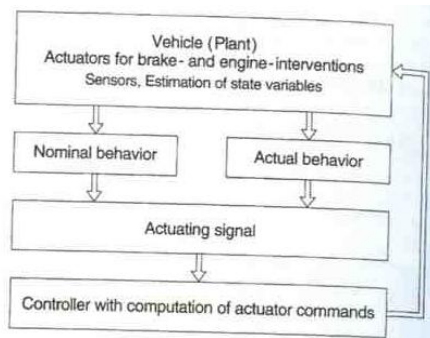 Vehicle (Plant)
Actuators for brake- and engine-interventions
Sensors, Estimation of state variables
Nominal behavior
Actual behavior
Actuating signal
Controller with computation of actuator commands